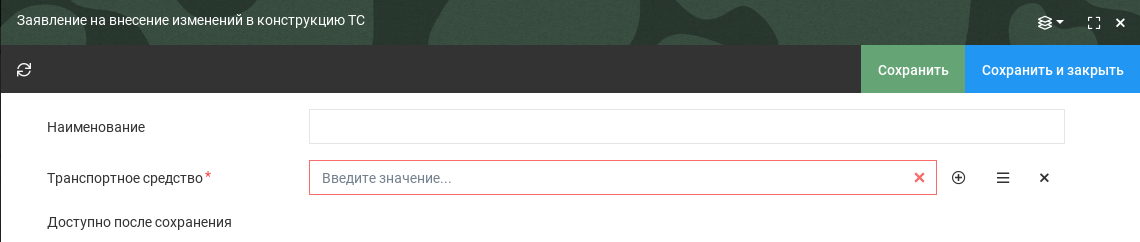 Заявление на внесение изменений в конструкцию ТС
Сохранить
Сохранить и закрыть
Наименование
Транспортное средство*
Введите значение...
Доступно после сохранения